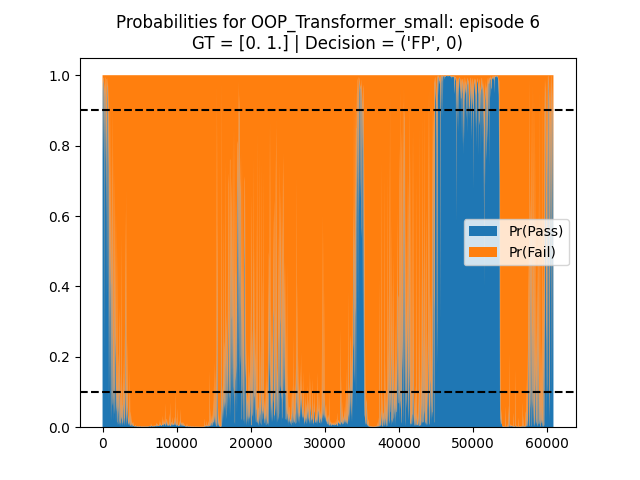 Probabilities for OOP_Transformer_small: episode 6
GT = [0. 1.] | Decision = ('FP', 0)
1.0
0.8
0.6
0.4
0.2
0.0
Pr(Pass)
Pr(Fail)
0 10000 20000 30000 40000 50000 60000